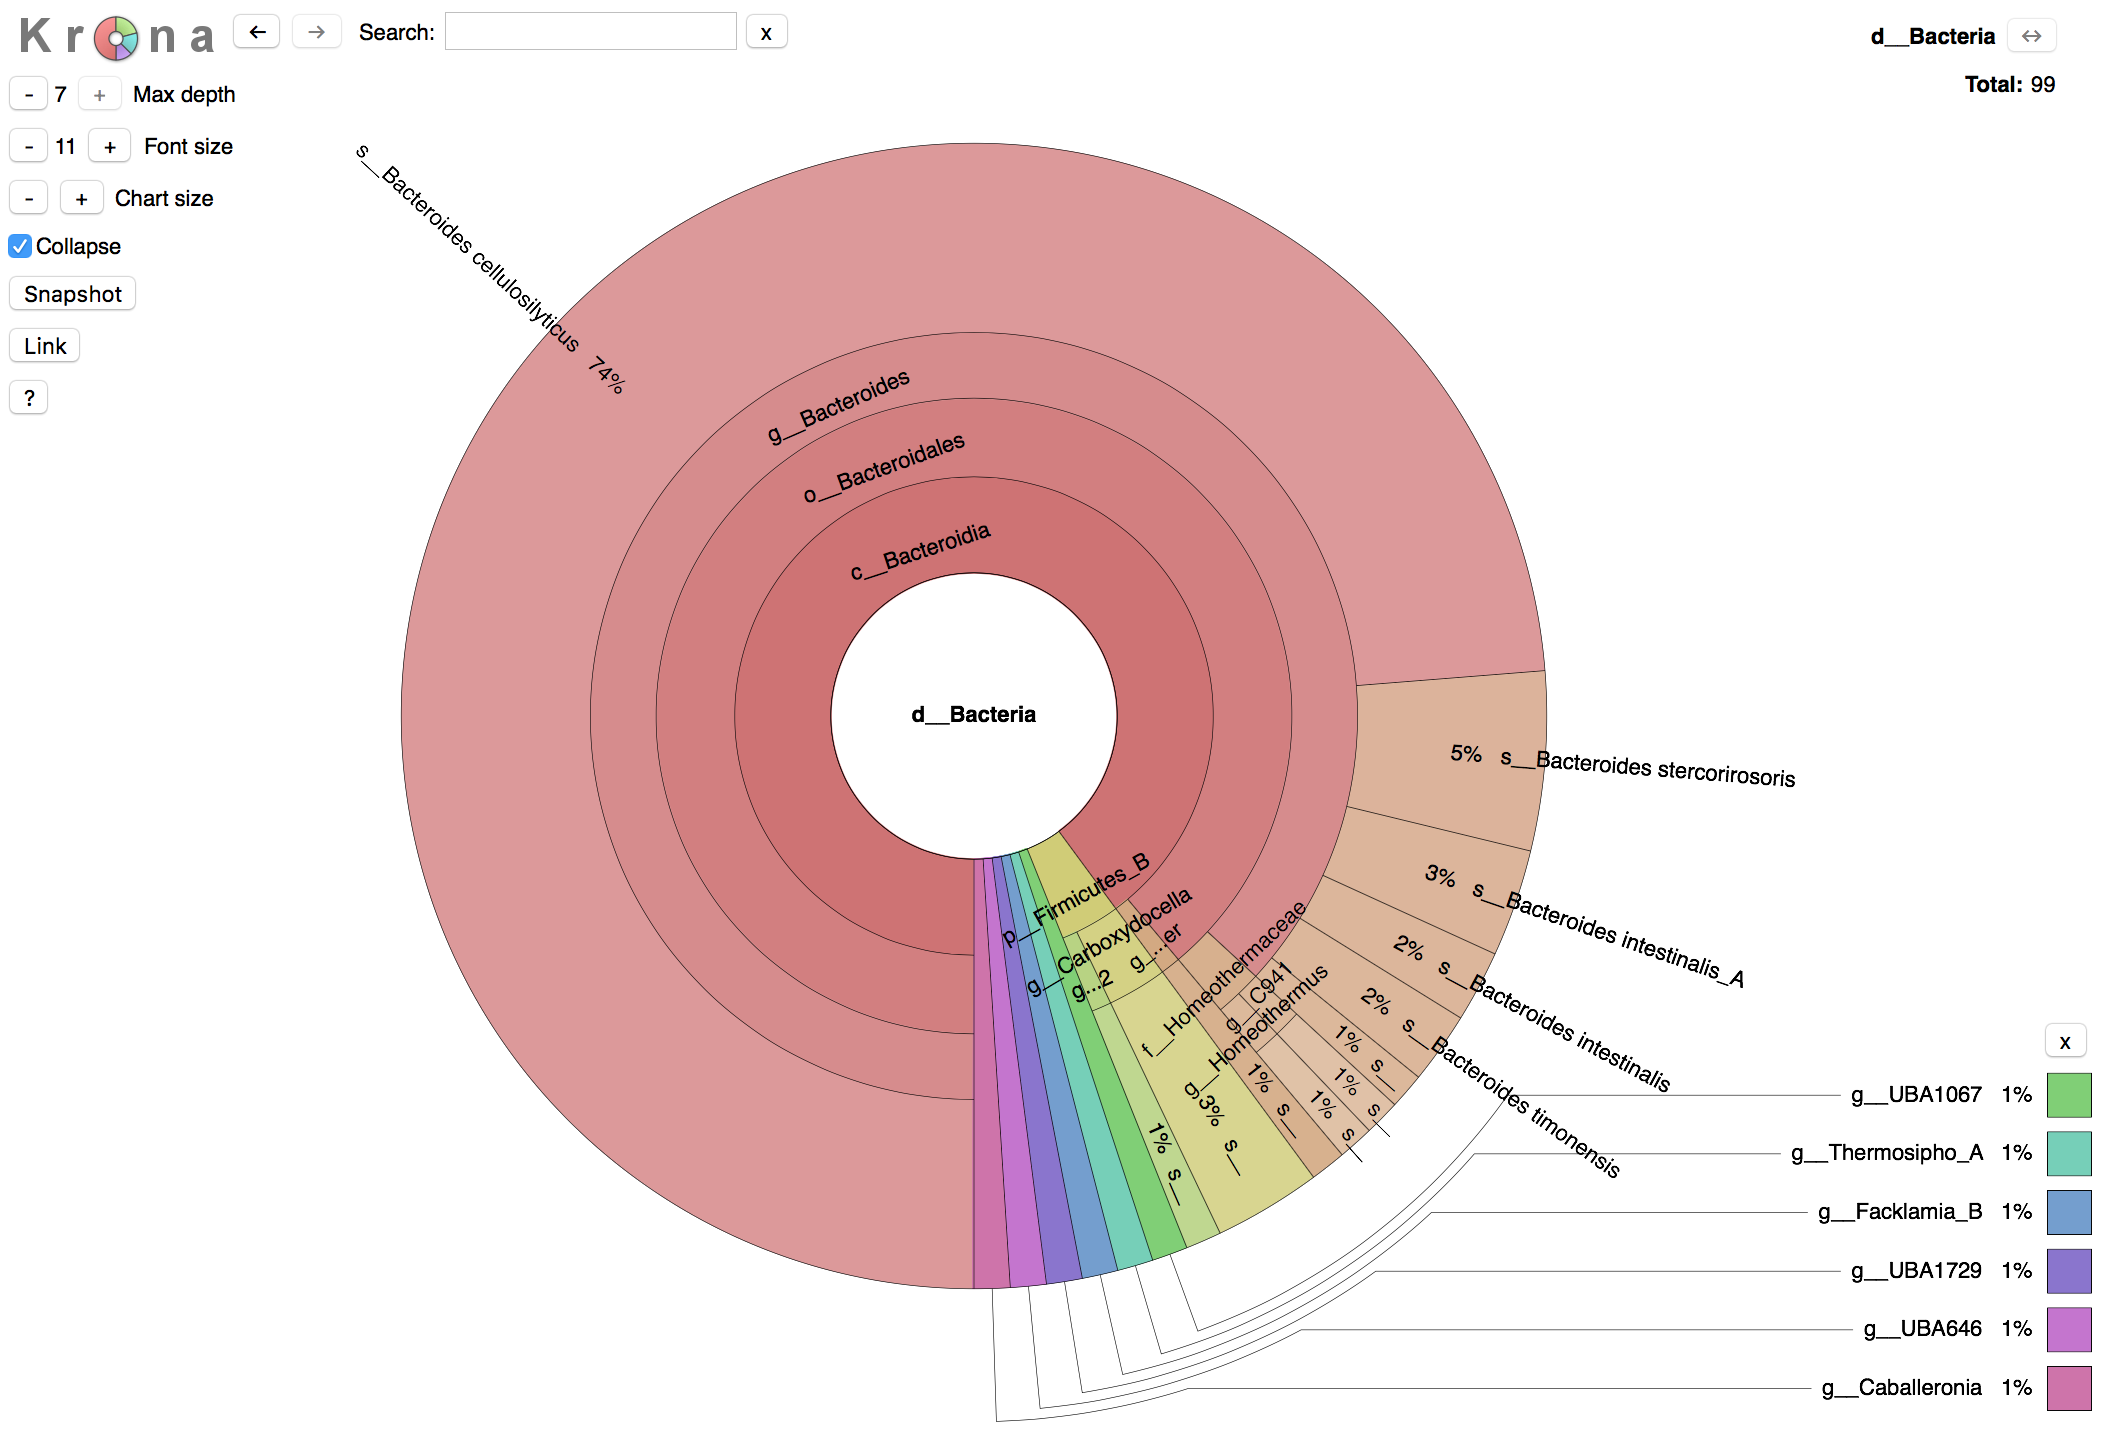 Krona
← → Search: x
d__Bacteria ↔
Total: 99
- 7 + Max depth
- 11 + Font size
- + Chart size
Collapse
Snapshot
Link
?
s__Bacteroides cellulosilyticus 74%
g__Bacteroides
o__Bacteroidales
c__Bacteroidia
d__Bacteria
5% s__Bacteroides stercorirosoris
3% s__Bacteroides intestinalis_A
2% s__Bacteroides intestinalis
2% s__Bacteroides timonensis
1% s__
1% s__
1% s__
1% s__
3% s__
1% s__
p__Firmicutes_B
g__Carboxydocella
g...2
g__...er
f__Homeothermaceae
g__C941
g__Homeothermus
x
g__UBA1067 1%
g__Thermosipho_A 1%
g__Facklamia_B 1%
g__UBA1729 1%
g__UBA646 1%
g__Caballeronia 1%